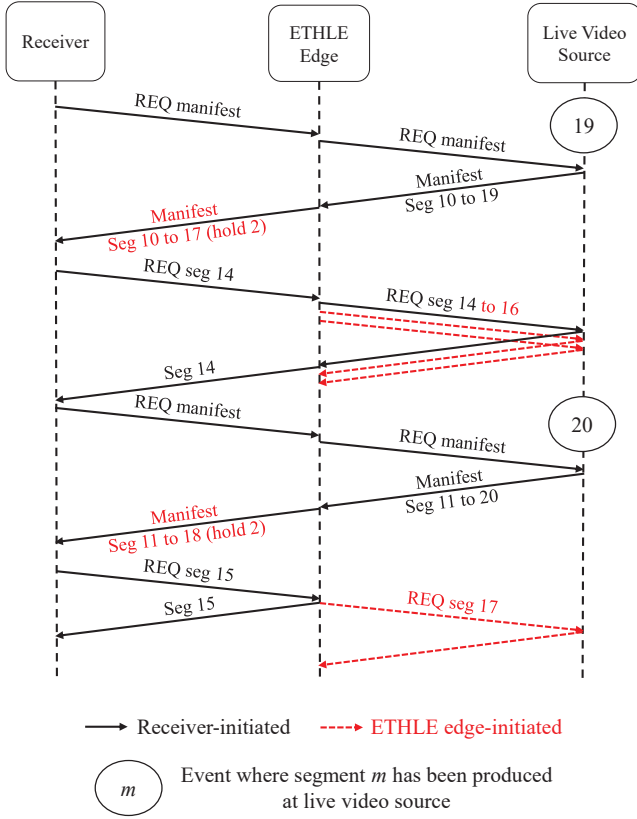 Receiver
ETHLE
Edge
Live Video
Source
19
REQ manifest
REQ manifest
Manifest
Seg 10 to 19
Manifest
Seg 10 to 17 (hold 2)
REQ seg 14
REQ seg 14 to 16
Seg 14
20
REQ manifest
REQ manifest
Manifest
Seg 11 to 20
Manifest
Seg 11 to 18 (hold 2)
REQ seg 15
REQ seg 17
Seg 15
Receiver-initiated
ETHLE edge-initiated
m
Event where segment m has been produced
at live video source